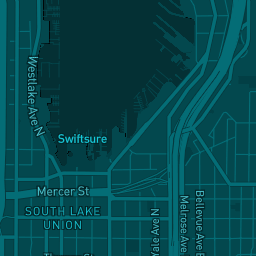 Westlake Ave N
Swiftsure
Mercer St
SOUTH LAKE
UNION
Yale Ave N
Melrose Ave
Bellevue Ave E